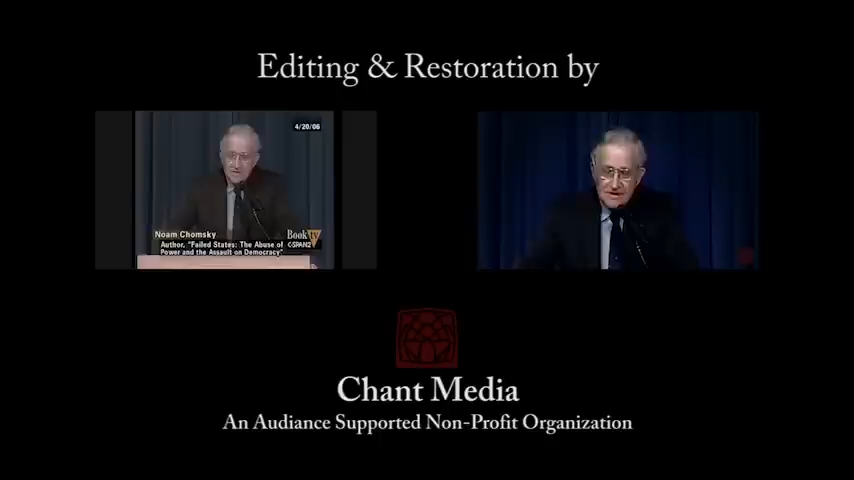 Editing & Restoration by
4/20/06
Noam Chomsky
Book tv
Author, "Failed States: The Abuse of C-SPAN2
Power and the Assault on Democracy"
Chant Media
An Audience Supported Non-Profit Organization